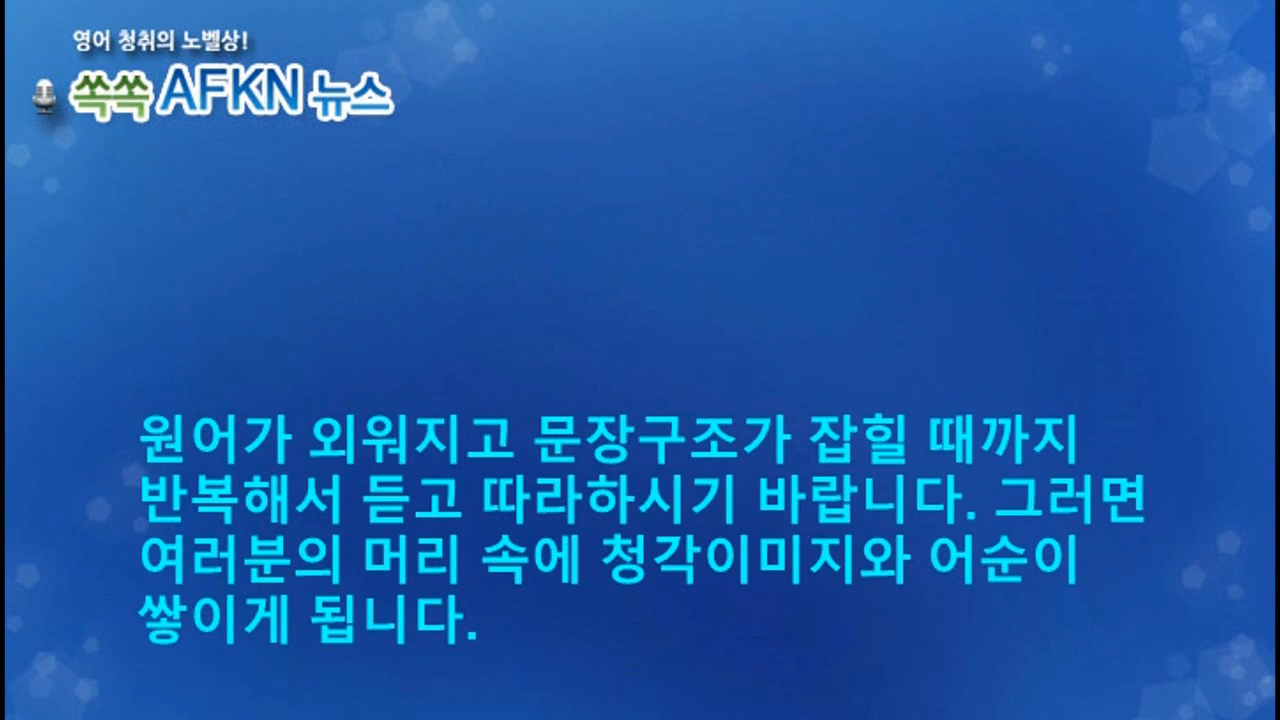 영어 청취의 노벨상!
쏙쏙 AFKN 뉴스
원어가 외워지고 문장구조가 잡힐 때까지
반복해서 듣고 따라하시기 바랍니다. 그러면
여러분의 머리 속에 청각이미지와 어순이
쌓이게 됩니다.